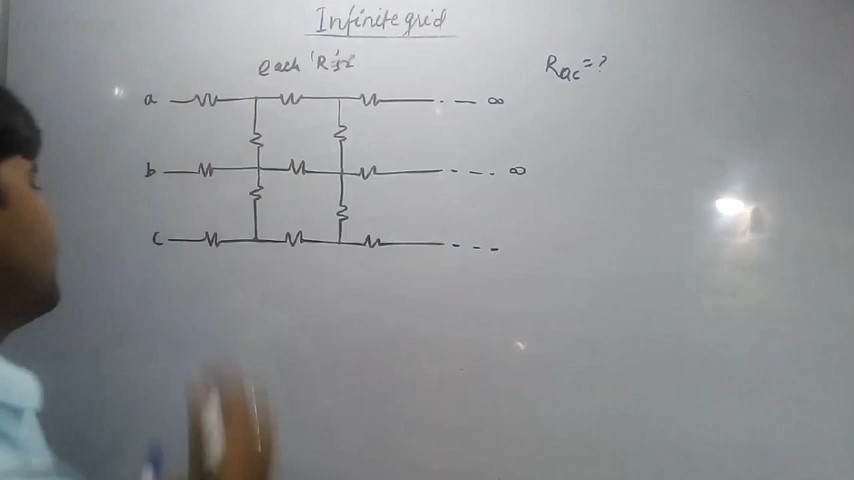 Infinite grid
each 'R=r'
Rac=?
a ∞
b ∞
c